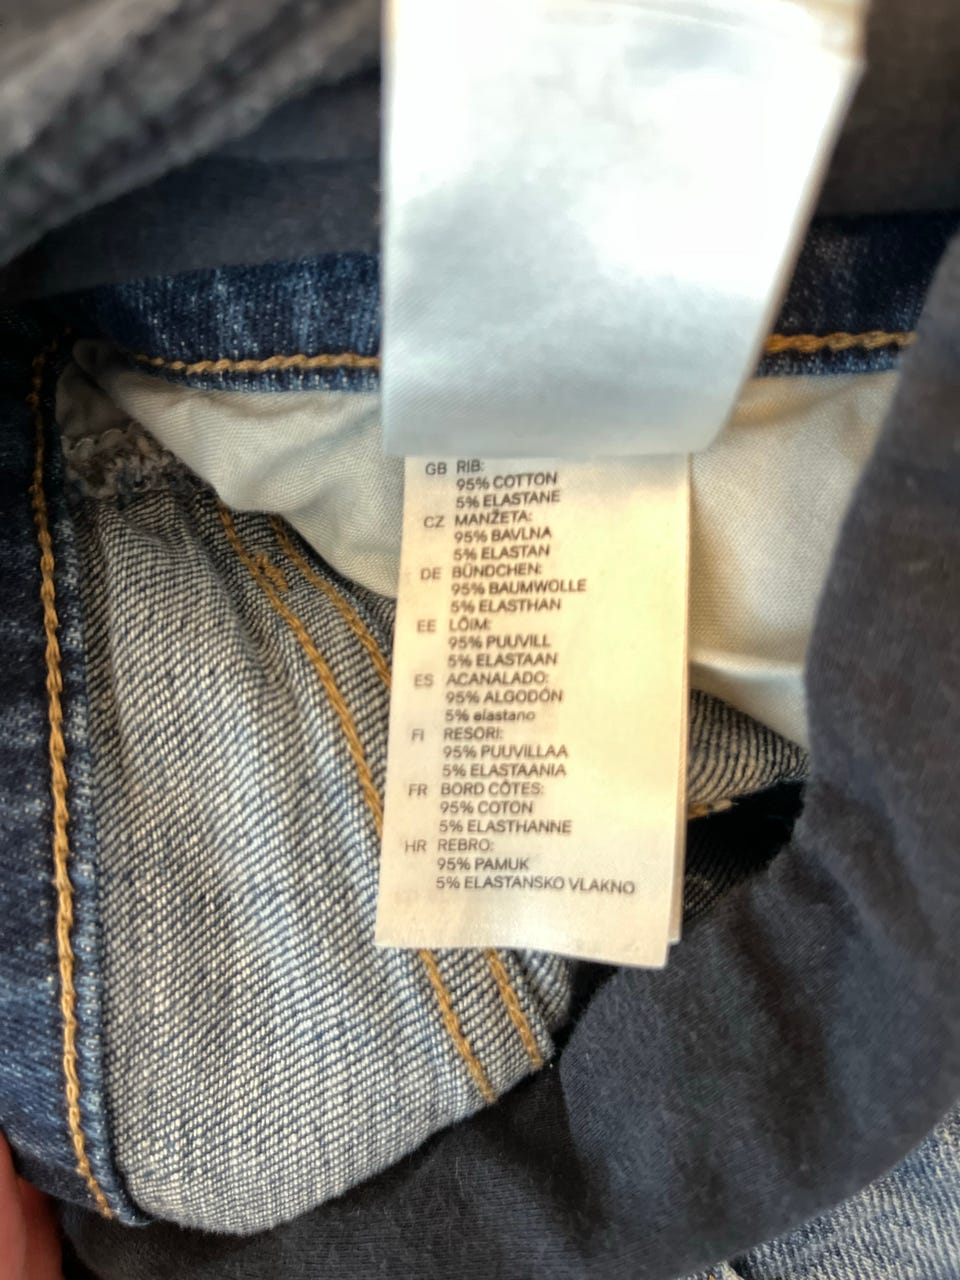 GB RIB:
95% COTTON
5% ELASTANE
CZ MANŽETA:
95% BAVLNA
5% ELASTAN
DE BÜNDCHEN:
95% BAUMWOLLE
5% ELASTHAN
EE LÕIM:
95% PUUVILL
5% ELASTAAN
ES ACANALADO:
95% ALGODÓN
5% elastano
FI RESORI:
95% PUUVILLAA
5% ELASTAANIA
FR BORD CÔTES:
95% COTON
5% ELASTHANNE
HR REBRO:
95% PAMUK
5% ELASTANSKO VLAKNO